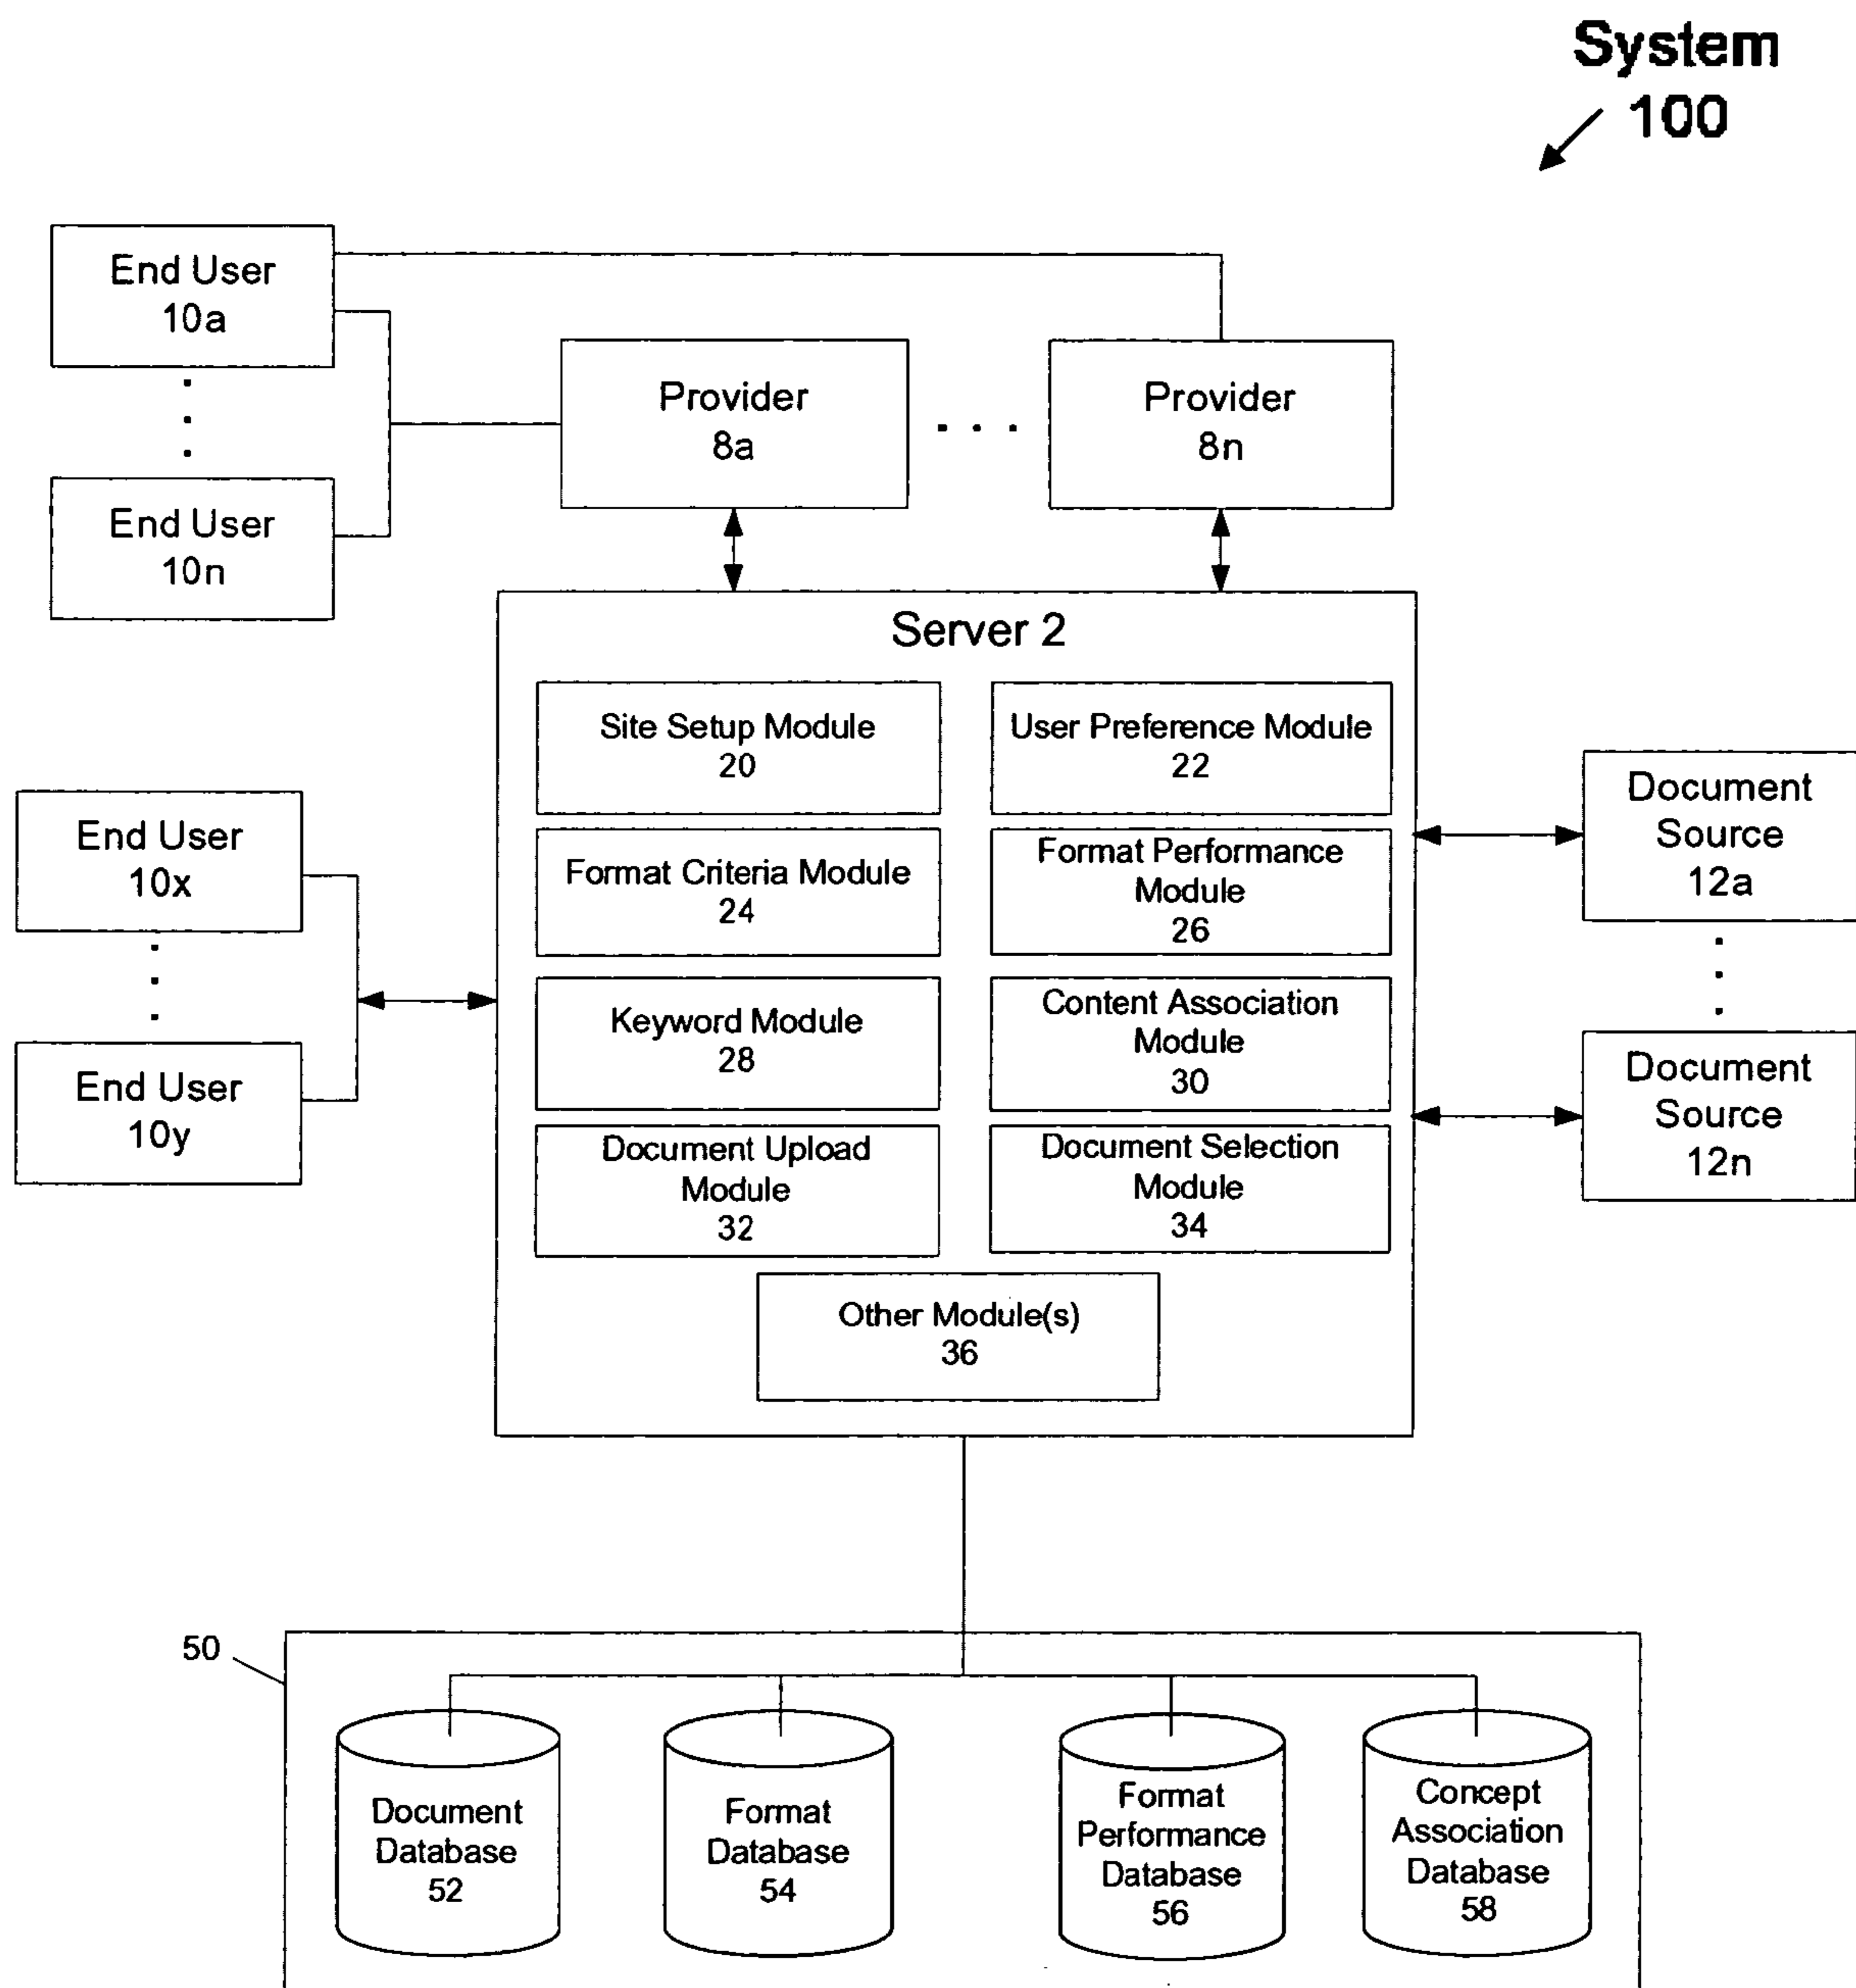 System
100
End User
10a
Provider
8a
. . .
Provider
8n
End User
10n
Server 2
Site Setup Module
20
User Preference Module
22
Format Criteria Module
24
Format Performance
Module
26
Keyword Module
28
Content Association
Module
30
Document Upload
Module
32
Document Selection
Module
34
Other Module(s)
36
End User
10x
End User
10y
Document
Source
12a
Document
Source
12n
50
Document
Database
52
Format
Database
54
Format
Performance
Database
56
Concept
Association
Database
58